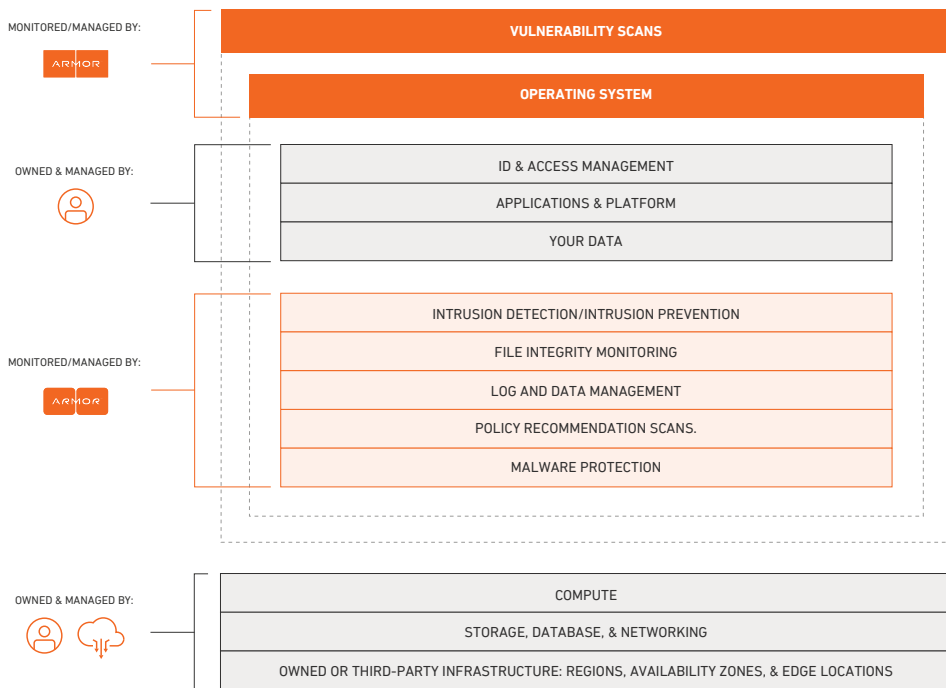 MONITORED/MANAGED BY:
ARMOR
VULNERABILITY SCANS
OPERATING SYSTEM
OWNED & MANAGED BY:
ID & ACCESS MANAGEMENT
APPLICATIONS & PLATFORM
YOUR DATA
MONITORED/MANAGED BY:
ARMOR
INTRUSION DETECTION/INTRUSION PREVENTION
FILE INTEGRITY MONITORING
LOG AND DATA MANAGEMENT
POLICY RECOMMENDATION SCANS.
MALWARE PROTECTION
OWNED & MANAGED BY:
COMPUTE
STORAGE, DATABASE, & NETWORKING
OWNED OR THIRD-PARTY INFRASTRUCTURE: REGIONS, AVAILABILITY ZONES, & EDGE LOCATIONS